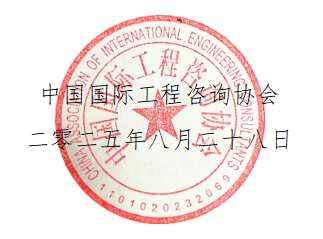 中国国际工程咨询协会
二零二五年八月二十八日
CHINA ASSOCIATION OF INTERNATIONAL ENGINEERING CONSULTANTS
中国国际工程咨询协会
1101020232069